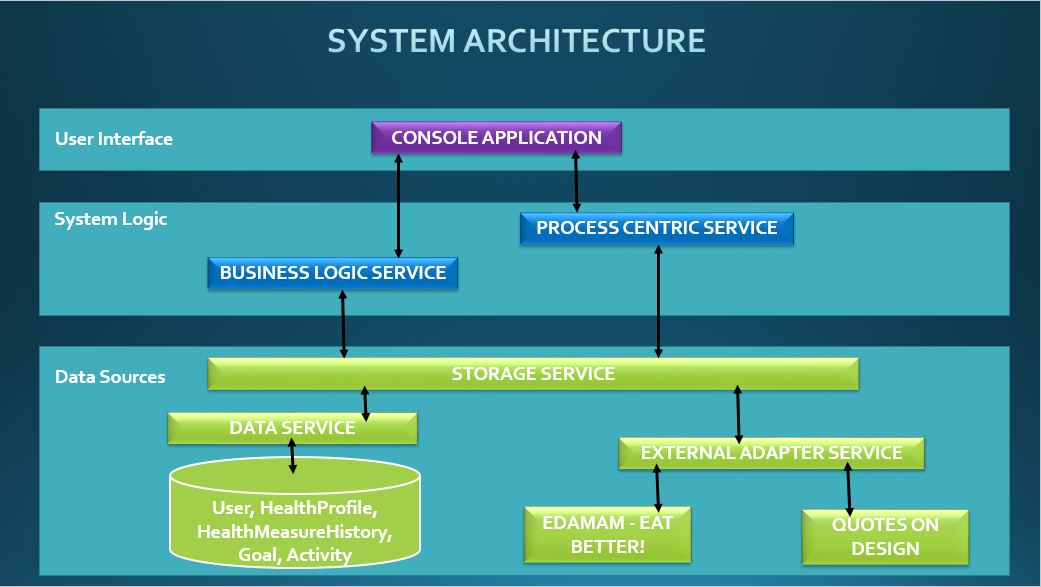 SYSTEM ARCHITECTURE
User Interface
CONSOLE APPLICATION
System Logic
PROCESS CENTRIC SERVICE
BUSINESS LOGIC SERVICE
Data Sources
STORAGE SERVICE
DATA SERVICE
EXTERNAL ADAPTER SERVICE
User, HealthProfile,
HealthMeasureHistory,
Goal, Activity
EDAMAM - EAT
BETTER!
QUOTES ON
DESIGN